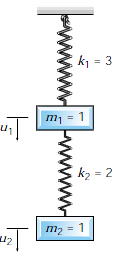 k₁ = 3
m₁ = 1
u₁
k₂ = 2
m₂ = 1
u₂